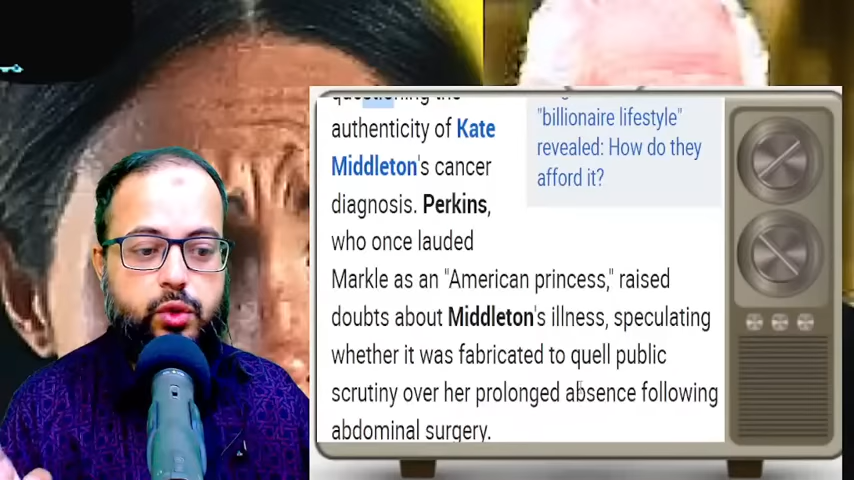 questioning the
authenticity of Kate
Middleton's cancer
diagnosis. Perkins,
who once lauded
Markle as an "American princess," raised
doubts about Middleton's illness, speculating
whether it was fabricated to quell public
scrutiny over her prolonged absence following
abdominal surgery.
"billionaire lifestyle"
revealed: How do they
afford it?